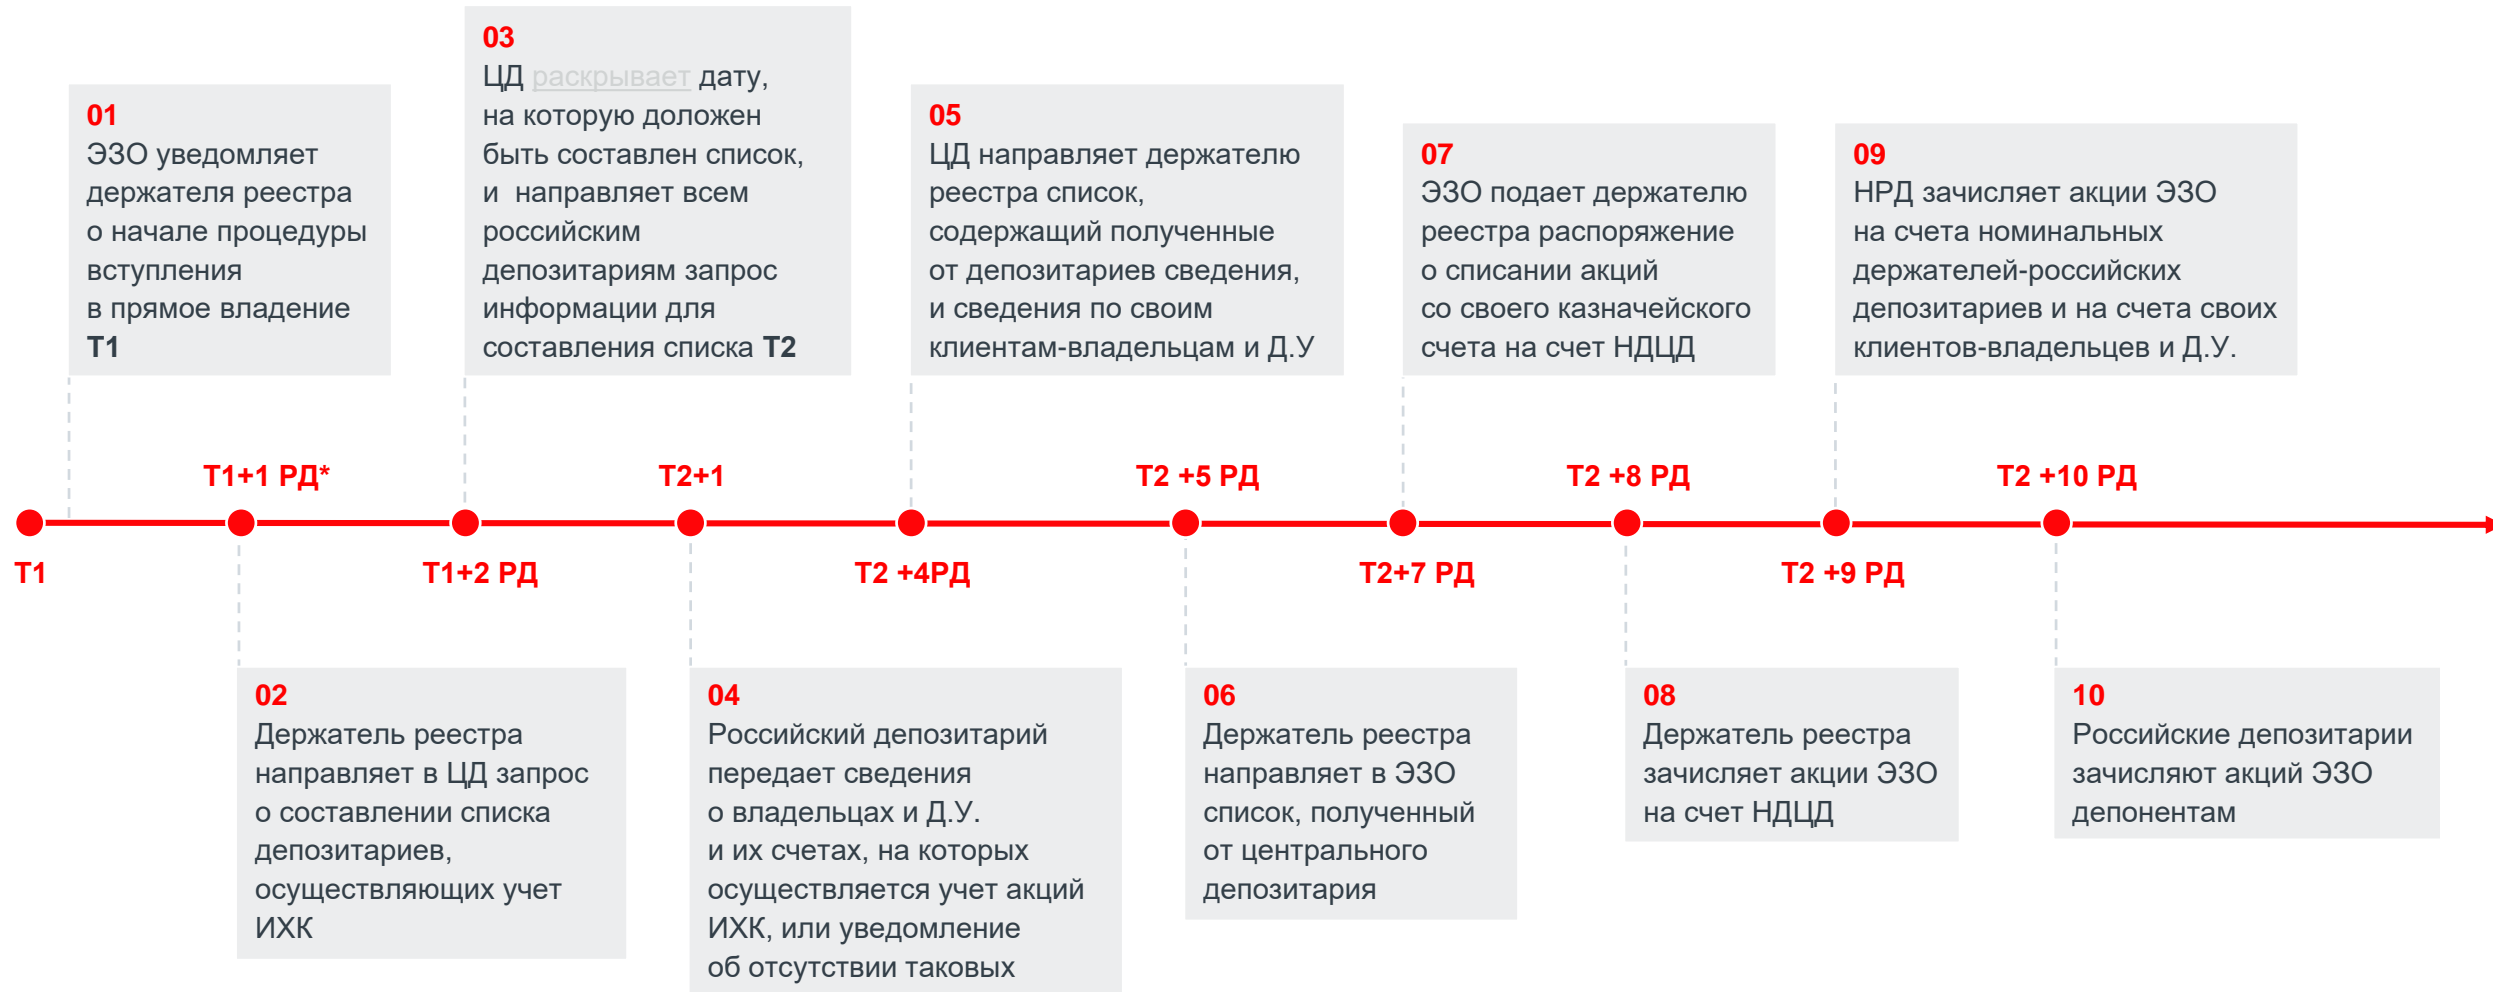 01
ЭЗО уведомляет
держателя реестра
о начале процедуры
вступления
в прямое владение
Т1
03
ЦД раскрывает дату,
на которую доложен
быть составлен список,
и  направляет всем
российским
депозитариям запрос
информации для
составления списка Т2
05
ЦД направляет держателю
реестра список,
содержащий полученные
от депозитариев сведения,
и сведения по своим
клиентам-владельцам и Д.У
07
ЭЗО подает держателю
реестра распоряжение
о списании акций
со своего казначейского
счета на счет НДЦД
09
НРД зачисляет акции ЭЗО
на счета номинальных
держателей-российских
депозитариев и на счета своих
клиентов-владельцев и Д.У.
Т1+1 РД*
Т2+1
Т2 +5 РД
Т2 +8 РД
Т2 +10 РД
Т1
Т1+2 РД
Т2 +4РД
Т2+7 РД
Т2 +9 РД
02
Держатель реестра
направляет в ЦД запрос
о составлении списка
депозитариев,
осуществляющих учет
ИХК
04
Российский депозитарий
передает сведения
о владельцах и Д.У.
и их счетах, на которых
осуществляется учет акций
ИХК, или уведомление
об отсутствии таковых
06
Держатель реестра
направляет в ЭЗО
список, полученный
от центрального
депозитария
08
Держатель реестра
зачисляет акции ЭЗО
на счет НДЦД
10
Российские депозитарии
зачисляют акций ЭЗО
депонентам